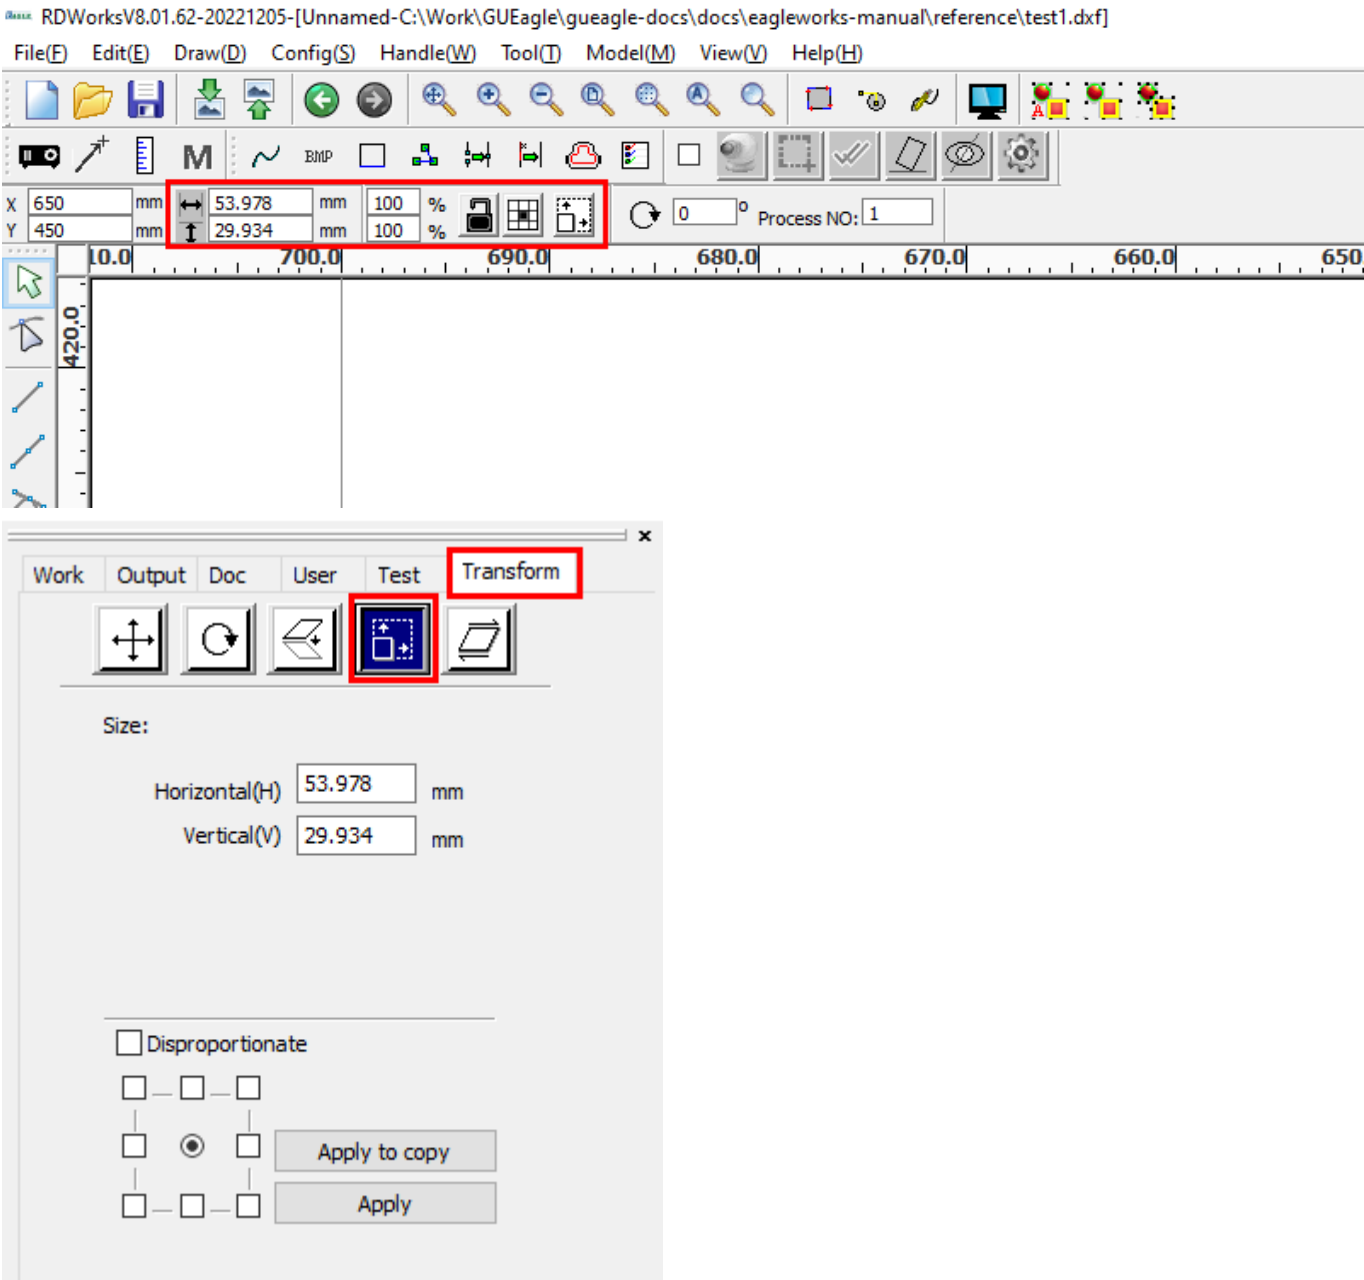 RDWorksV8.01.62-20221205-[Unnamed-C:\Work\GUEagle\gueagle-docs\docs\eagleworks-manual\reference\test1.dxf]
File(F) Edit(E) Draw(D) Config(S) Handle(W) Tool(T) Model(M) View(V) Help(H)
A
M BMP
X 650 mm 53.978 mm 100 %
Y 450 mm 29.934 mm 100 % 0 ° Process NO: 1
10.0 700.0 690.0 680.0 670.0 660.0 650.
420.0
x
Work Output Doc User Test Transform
Size:
Horizontal(H) 53.978 mm
Vertical(V) 29.934 mm
Disproportionate
Apply to copy
Apply